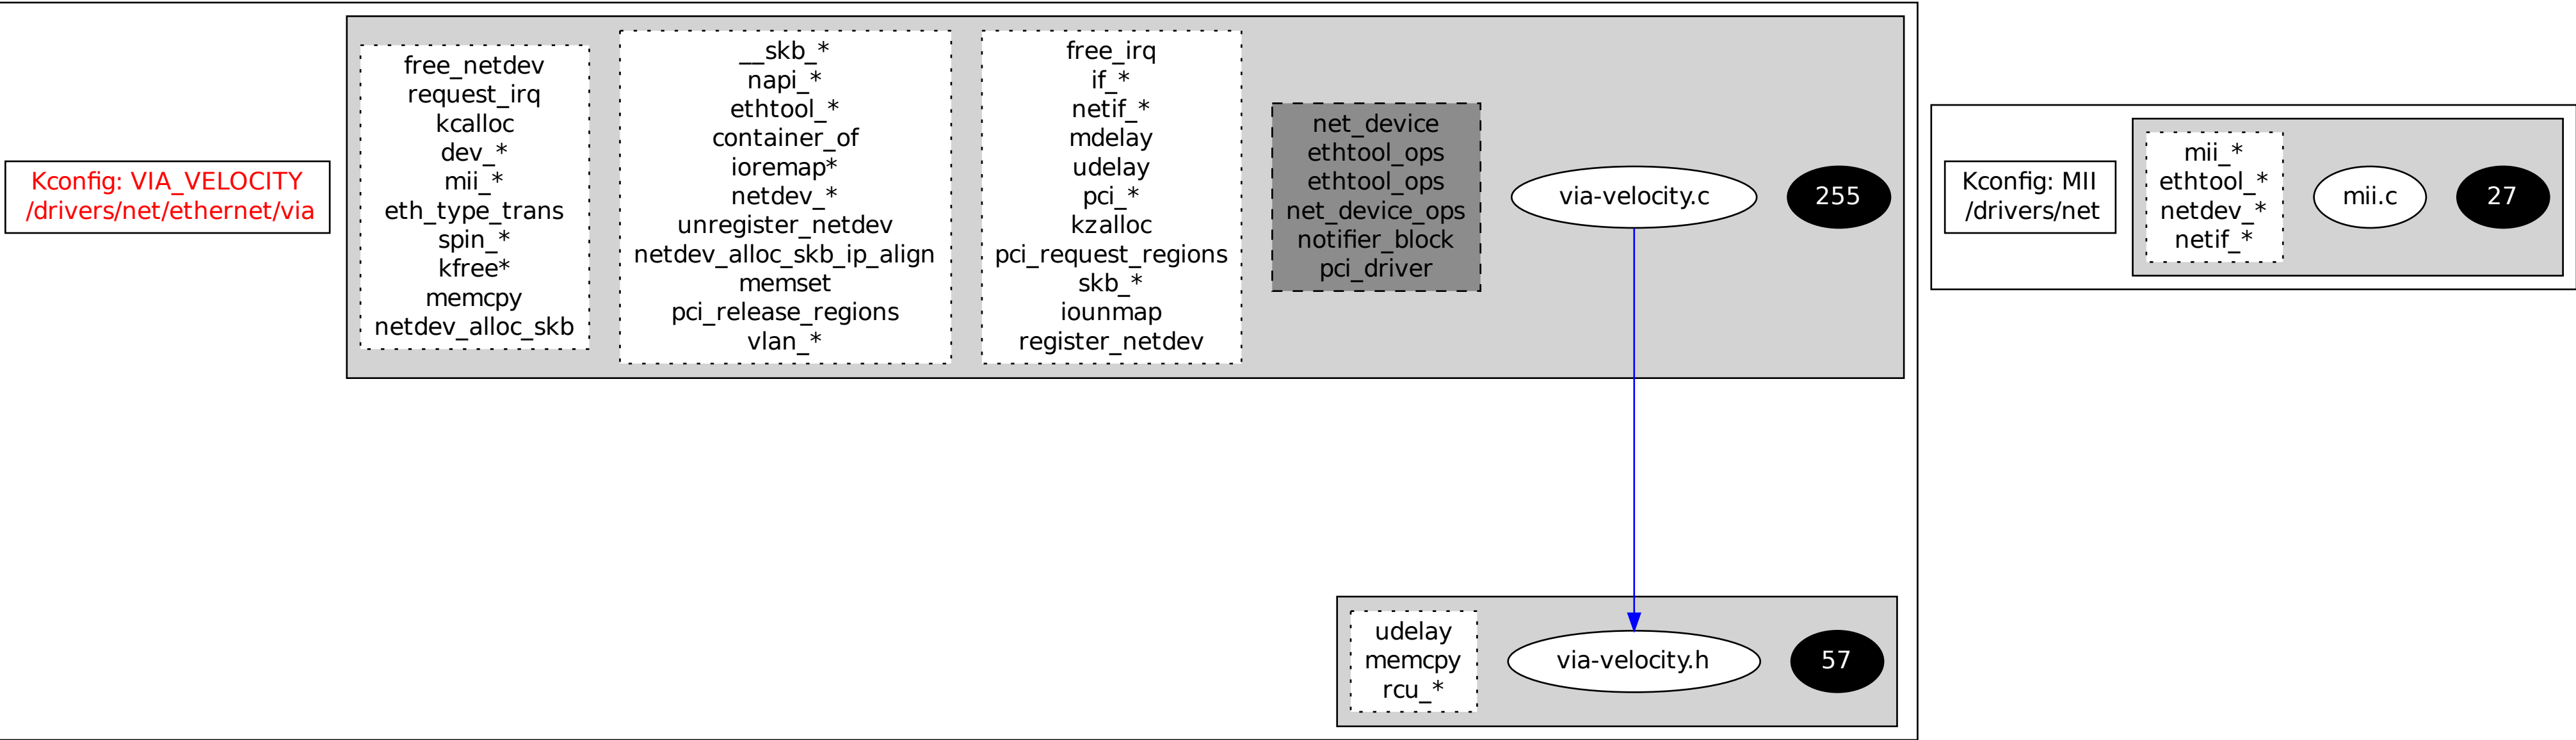 Kconfig: VIA_VELOCITY
/drivers/net/ethernet/via
free_netdev
request_irq
kcalloc
dev_*
mii_*
eth_type_trans
spin_*
kfree*
memcpy
netdev_alloc_skb
__skb_*
napi_*
ethtool_*
container_of
ioremap*
netdev_*
unregister_netdev
netdev_alloc_skb_ip_align
memset
pci_release_regions
vlan_*
free_irq
if_*
netif_*
mdelay
udelay
pci_*
kzalloc
pci_request_regions
skb_*
iounmap
register_netdev
net_device
ethtool_ops
ethtool_ops
net_device_ops
notifier_block
pci_driver
via-velocity.c
255
udelay
memcpy
rcu_*
via-velocity.h
57
Kconfig: MII
/drivers/net
mii_*
ethtool_*
netdev_*
netif_*
mii.c
27